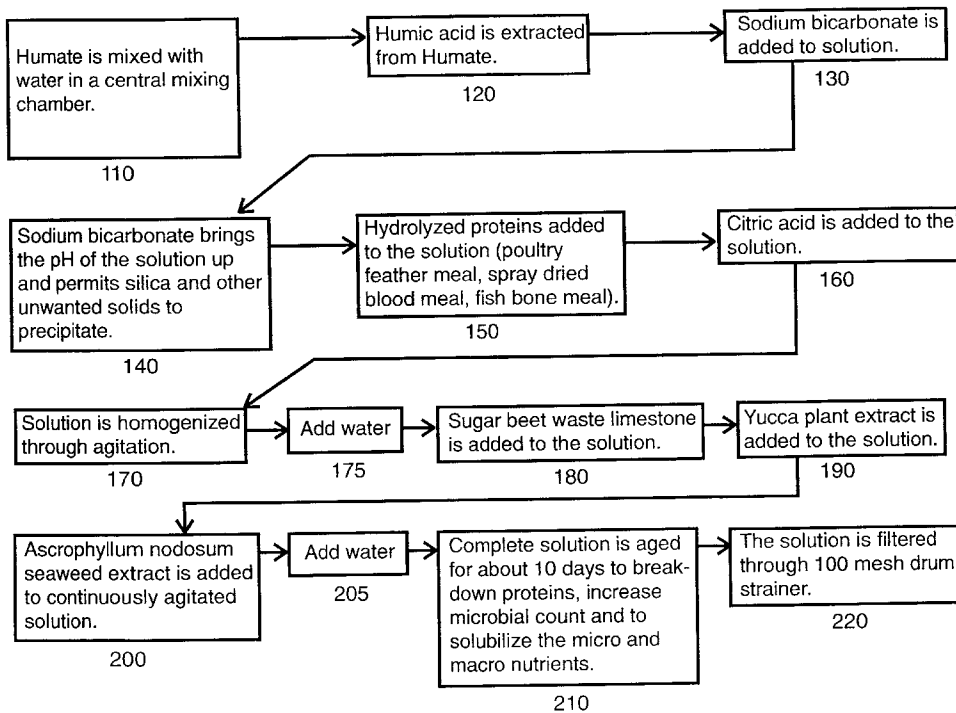 Humate is mixed with
water in a central mixing
chamber.
110
Humic acid is extracted
from Humate.
120
Sodium bicarbonate is
added to solution.
130
Sodium bicarbonate brings
the pH of the solution up
and permits silica and other
unwanted solids to
precipitate.
140
Hydrolyzed proteins added
to the solution (poultry
feather meal, spray dried
blood meal, fish bone meal).
150
Citric acid is added to the
solution.
160
Solution is homogenized
through agitation.
170
Add water
175
Sugar beet waste limestone
is added to the solution.
180
Yucca plant extract is
added to the solution.
190
Ascrophyllum nodosum
seaweed extract is added
to continuously agitated
solution.
200
Add water
205
Complete solution is aged
for about 10 days to break-
down proteins, increase
microbial count and to
solubilize the micro and
macro nutrients.
210
The solution is filtered
through 100 mesh drum
strainer.
220